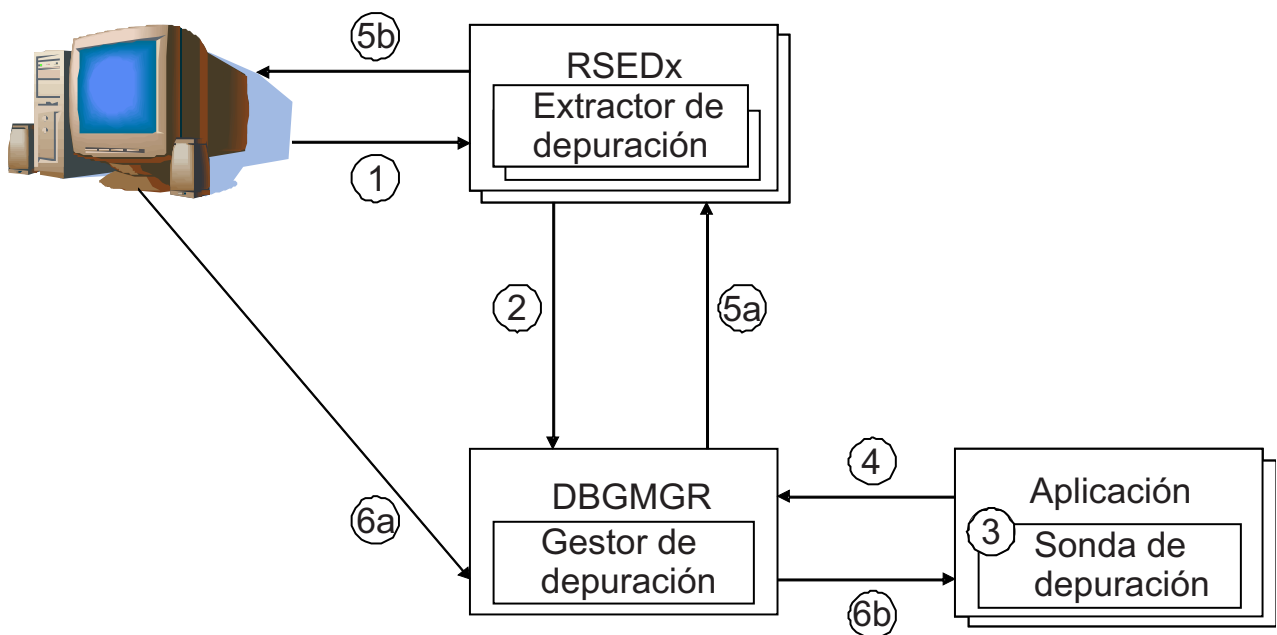 5b
RSEDx
Extractor de
depuración
1
2
5a
4
DBGMGR
Aplicación
6a
3
Gestor de
depuración
Sonda de
depuración
6b